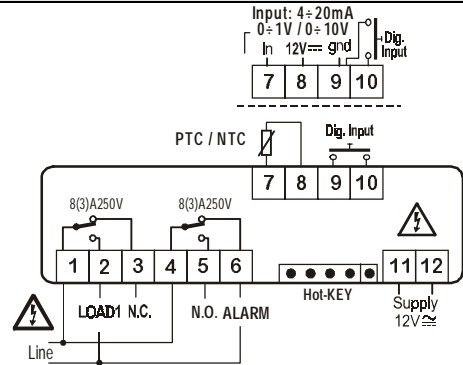 Input: 4÷20mA
0÷1V / 0÷10V
In 12V⎓ gnd
Dig. Input
7 8 9 10
PTC / NTC
Dig. Input
7 8 9 10
8(3)A250V 8(3)A250V
1 2 3 4 5 6
11 12
LOAD1 N.C. N.O. ALARM
Hot-KEY
Supply
12V≂
Line